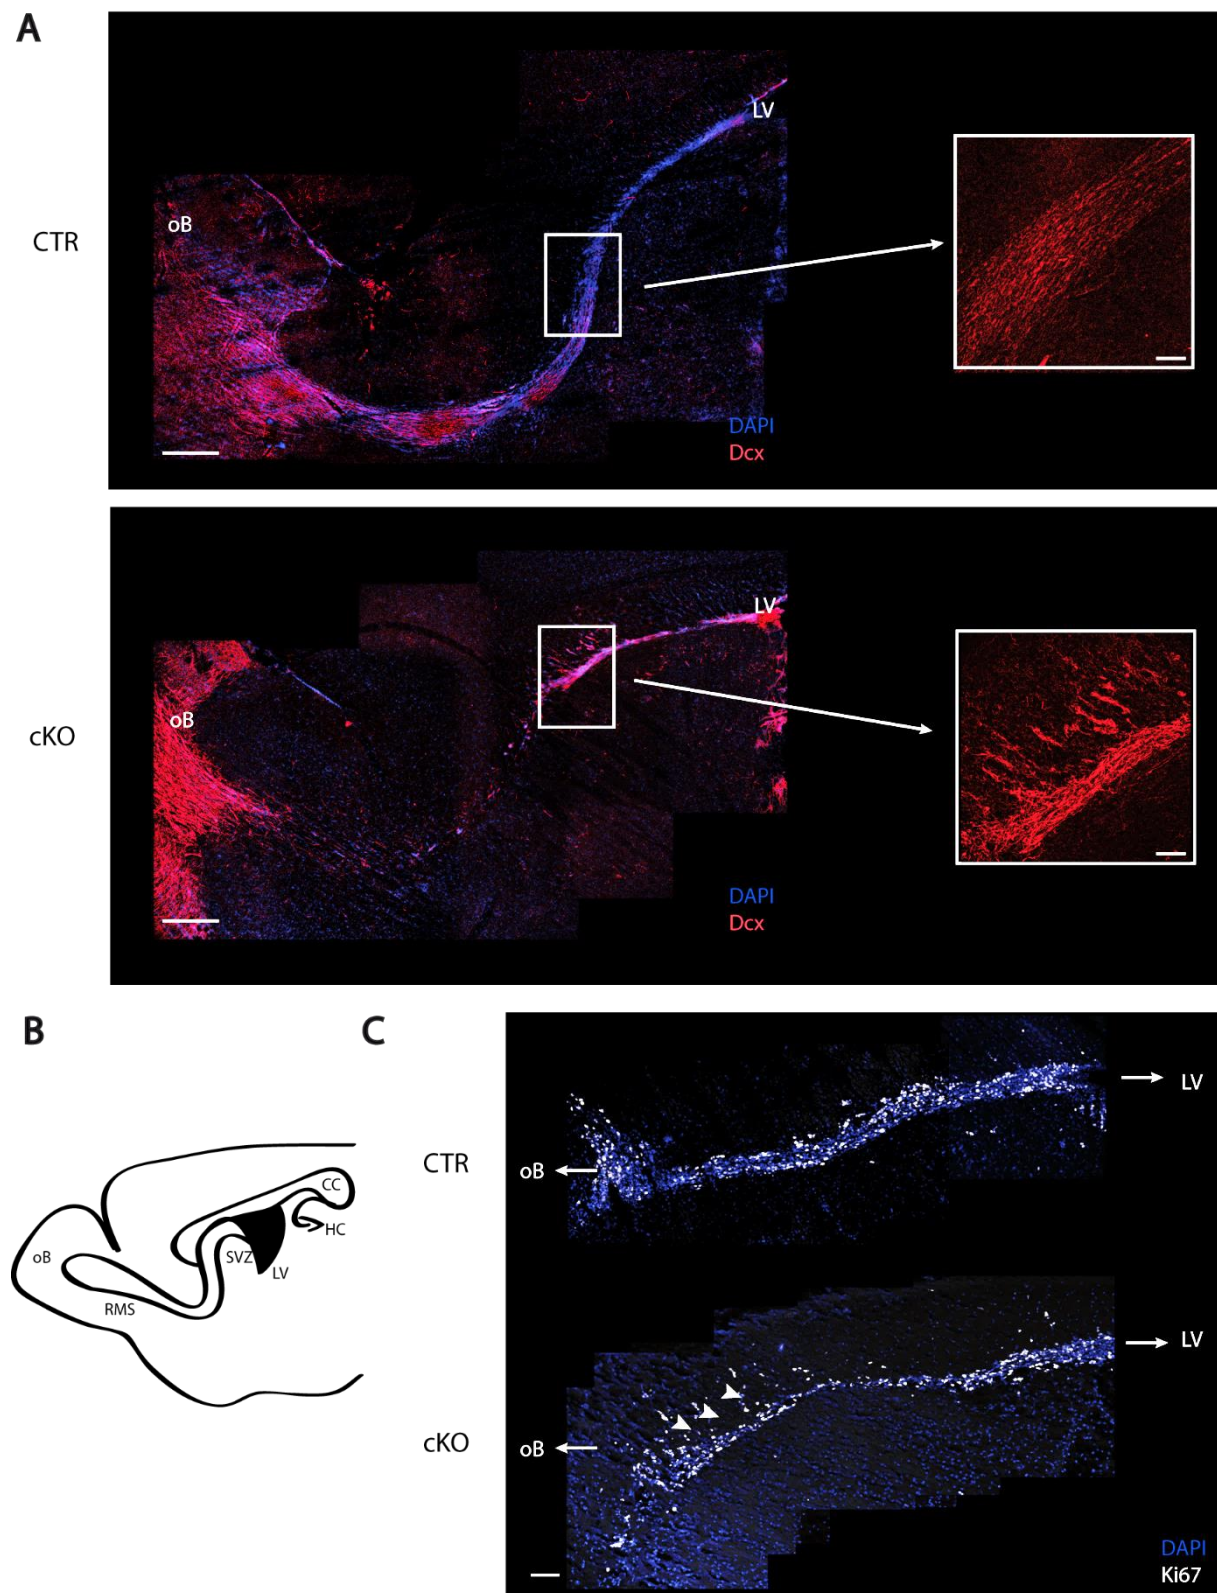 A
CTR
LV
oB
DAPI
Dcx
cKO
LV
oB
DAPI
Dcx
B
CC
HC
oB
SVZ
LV
RMS
C
CTR
LV
oB
cKO
LV
oB
DAPI
Ki67